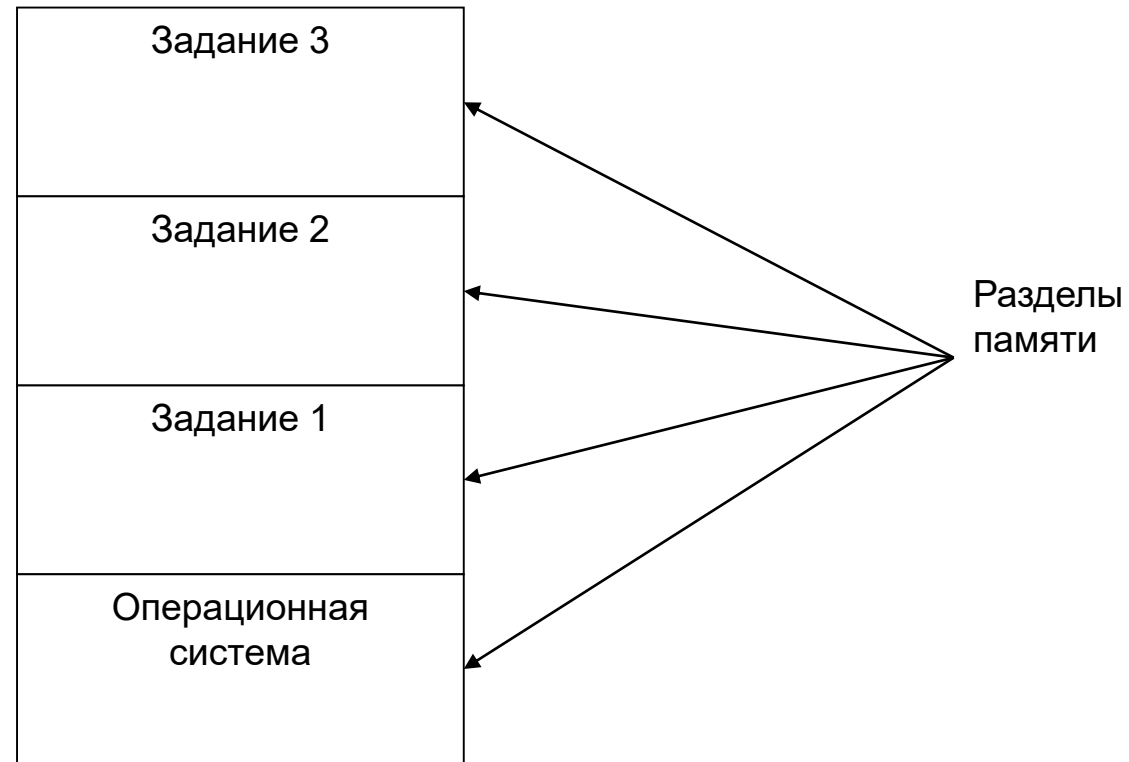 Задание 3
Задание 2
Разделы
памяти
Задание 1
Операционная
система